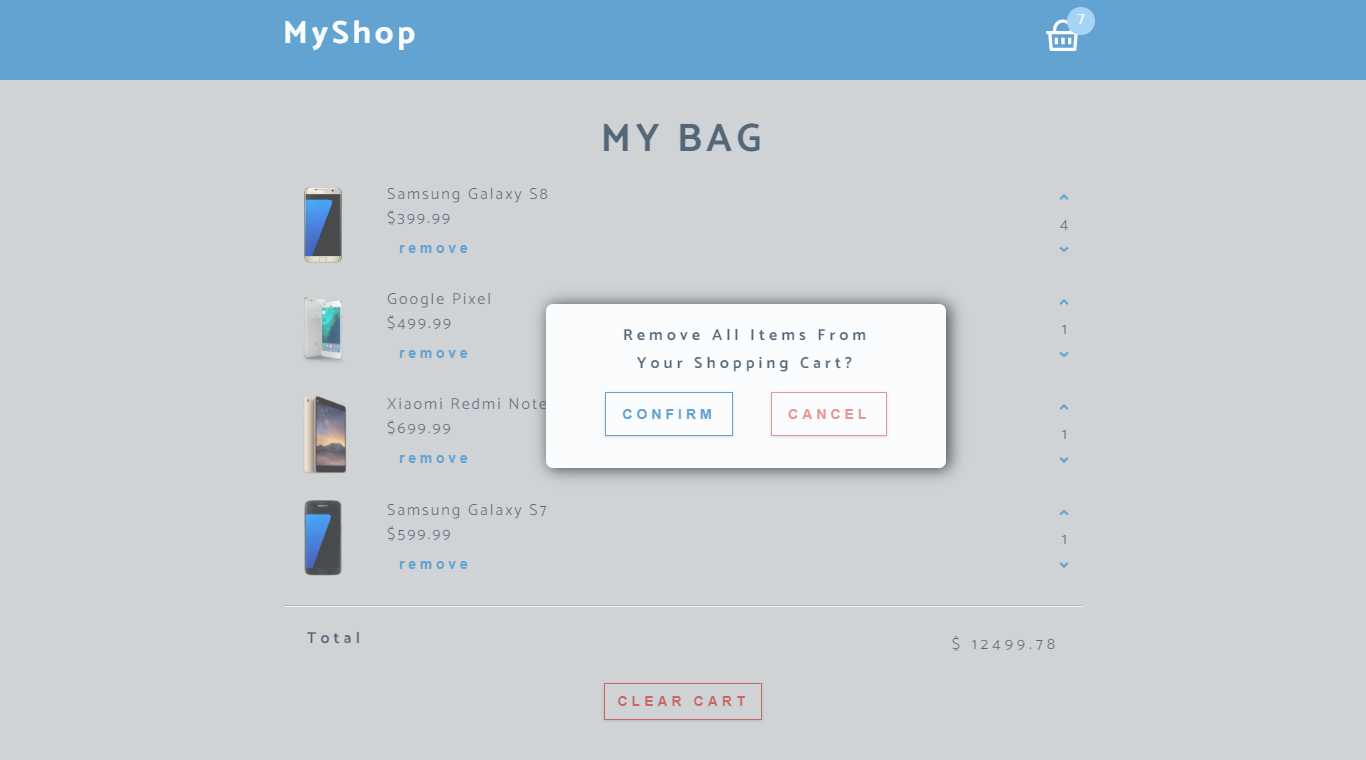 MyShop
7
MY BAG
Samsung Galaxy S8
$399.99
remove
4
Google Pixel
$499.99
remove
1
Remove All Items From
Your Shopping Cart?
CONFIRM
CANCEL
Xiaomi Redmi Note
$699.99
remove
1
Samsung Galaxy S7
$599.99
remove
1
Total
$ 12499.78
CLEAR CART